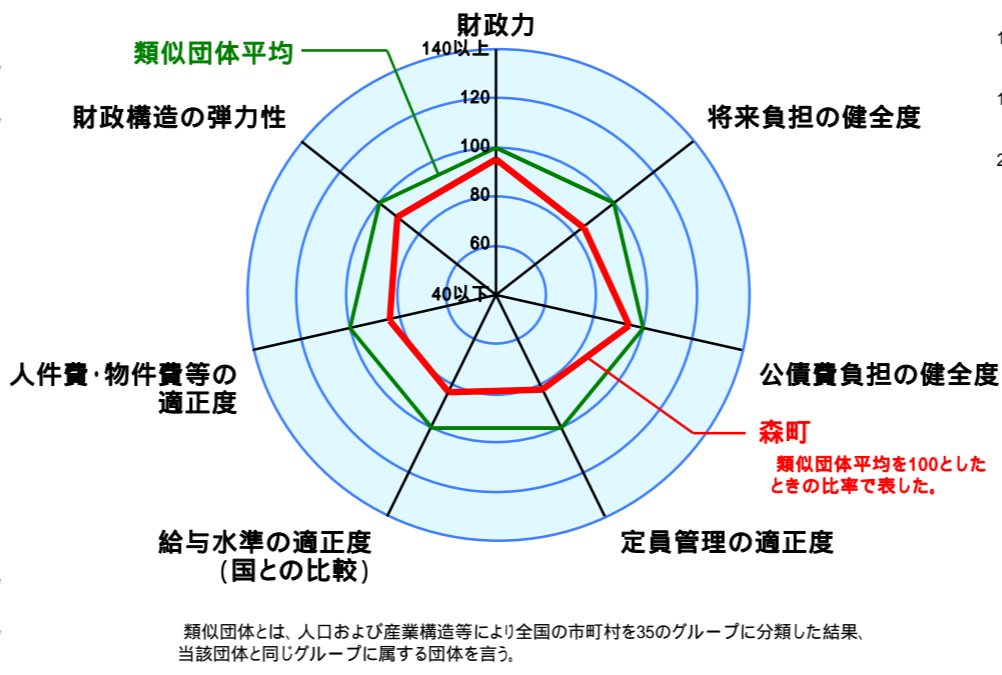 財政力
140以上
類似団体平均
財政構造の弾力性
120
将来負担の健全度
100
80
60
40以下
人件費・物件費等の
適正度
公債費負担の健全度
森町
類似団体平均を100とした
ときの比率で表した。
給与水準の適正度
(国との比較)
定員管理の適正度
類似団体とは、人口および産業構造等により全国の市町村を35のグループに分類した結果、
当該団体と同じグループに属する団体を言う。
1
1
2